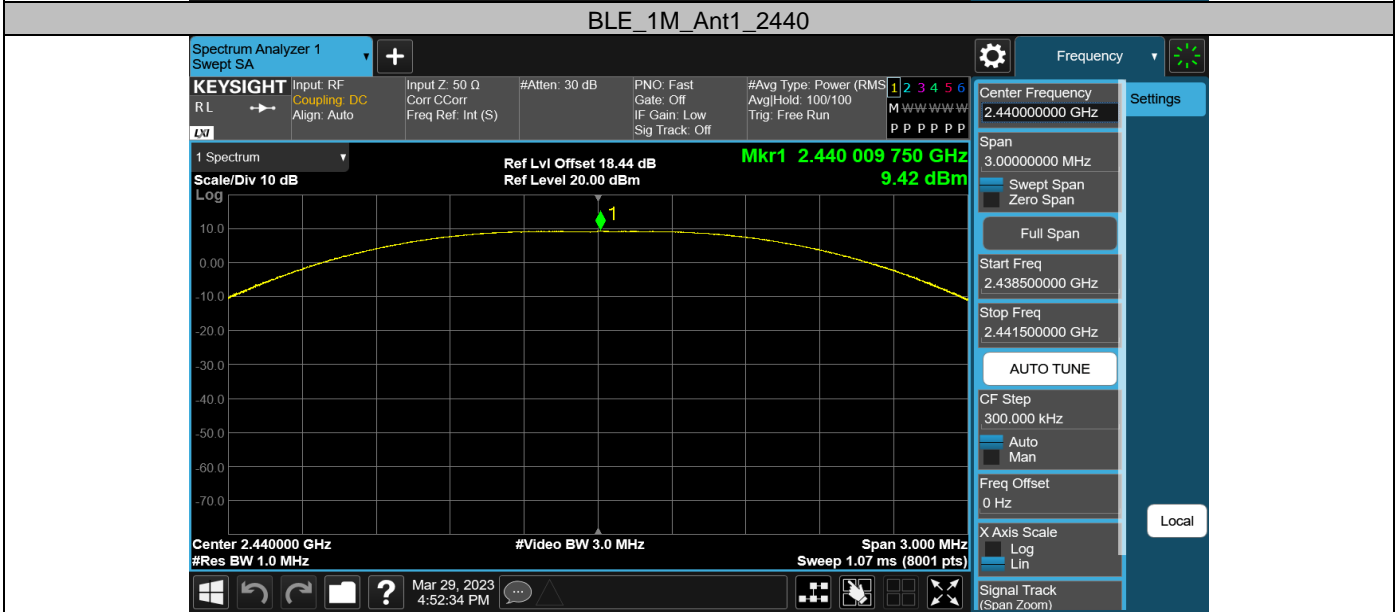 BLE_1M_Ant1_2440
Spectrum Analyzer 1
Swept SA
+
Frequency
KEYSIGHT
RL
LXI
Input: RF
Coupling: DC
Align: Auto
Input Z: 50 Ω
Corr CCorr
Freq Ref: Int (S)
#Atten: 30 dB
PNO: Fast
Gate: Off
IF Gain: Low
Sig Track: Off
#Avg Type: Power (RMS
Avg|Hold: 100/100
Trig: Free Run
1 2 3 4 5 6
M W W W W W
P P P P P P
1 Spectrum
Scale/Div 10 dB
Log
Ref Lvl Offset 18.44 dB
Ref Level 20.00 dBm
Mkr1 2.440 009 750 GHz
9.42 dBm
1
10.0
0.00
-10.0
-20.0
-30.0
-40.0
-50.0
-60.0
-70.0
Center 2.440000 GHz
#Res BW 1.0 MHz
#Video BW 3.0 MHz
Span 3.000 MHz
Sweep 1.07 ms (8001 pts)
Center Frequency
2.440000000 GHz
Span
3.00000000 MHz
Swept Span
Zero Span
Full Span
Start Freq
2.438500000 GHz
Stop Freq
2.441500000 GHz
AUTO TUNE
CF Step
300.000 kHz
Auto
Man
Freq Offset
0 Hz
X Axis Scale
Log
Lin
Signal Track
(Span Zoom)
Settings
Local
?
Mar 29, 2023
4:52:34 PM